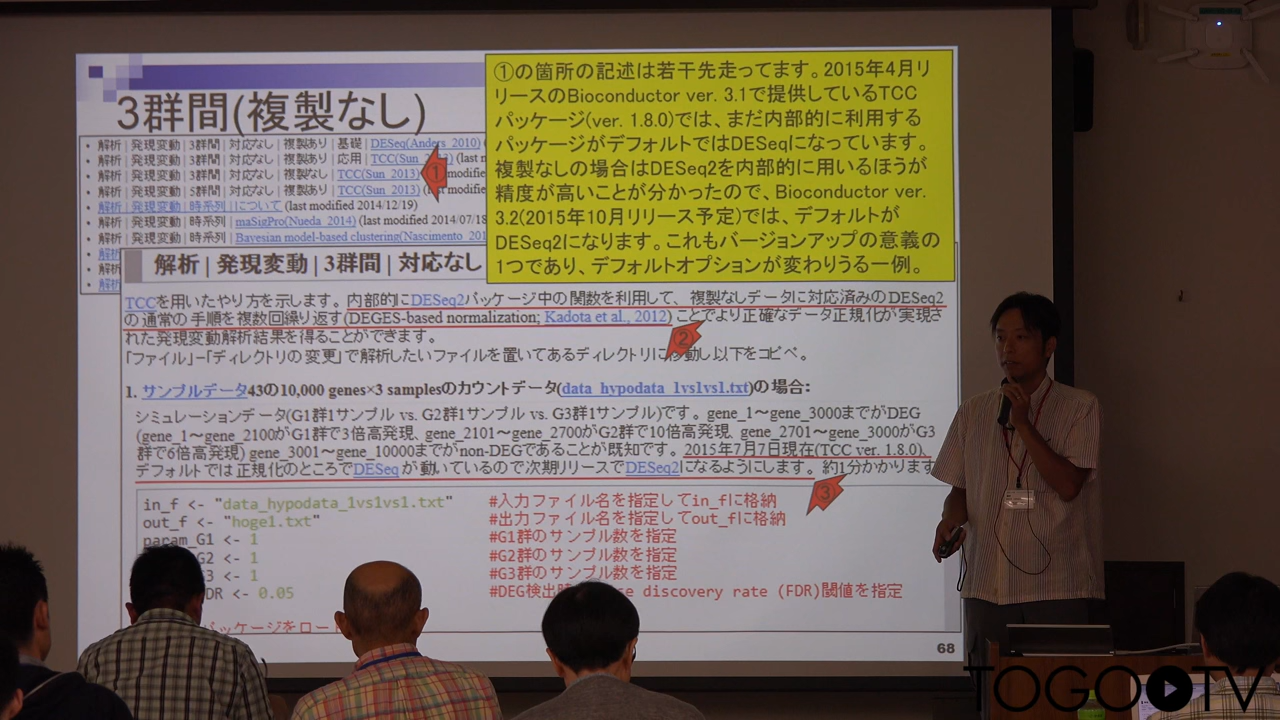 3群間(複製なし)
①の箇所の記述は若干先走ってます。2015年4月リ
リースのBioconductor ver. 3.1で提供しているTCC
パッケージ(ver. 1.8.0)では、まだ内部的に利用する
パッケージがデフォルトではDESeqになっています。
複製なしの場合はDESeq2を内部的に用いるほうが
精度が高いことが分かったので、Bioconductor ver.
3.2(2015年10月リリース予定)では、デフォルトが
DESeq2になります。これもバージョンアップの意義の
1つであり、デフォルトオプションが変わりうる一例。
• 解析 | 発現変動 | 3群間 | 対応なし | 複製あり | 基礎 | DESeq(Anders_2010)
• 解析 | 発現変動 | 3群間 | 対応なし | 複製あり | 応用 | TCC(Sun_ (last
• 解析 | 発現変動 | 3群間 | 対応なし | 複製なし | TCC(Sun_2013) modifie
• 解析 | 発現変動 | 5群間 | 対応なし | 複製あり | TCC(Sun_2013) modifie
• 解析 | 発現変動 | 時系列 | |について (last modified 2014/12/19)
• 解析 | 発現変動 | 時系列 | maSigPro(Nueda_2014) (last modified 2014/07/18
• 解析 | 発現変動 | 時系列 | Bayesian model-based clustering(Nascimento_201
①
• 解析
• 解析
• 解析
解析 | 発現変動 | 3群間 | 対応なし
TCCを用いたやり方を示します。内部的にDESeq2パッケージ中の関数を利用して、複製なしデータに対応済みのDESeq2
の通常の手順を複数回繰り返す(DEGES-based normalization; Kadota et al., 2012)ことでより正確なデータ正規化が実現さ
れた発現変動解析結果を得ることができます。
②
「ファイル」-「ディレクトリの変更」で解析したいファイルを置いてあるディレクトリに移動し以下をコピペ。
1. サンプルデータ43の10,000 genes×3 samplesのカウントデータ(data_hypodata_1vs1vs1.txt)の場合:
シミュレーションデータ(G1群1サンプル vs. G2群1サンプル vs. G3群1サンプル)です。gene_1～gene_3000までがDEG
(gene_1～gene_2100がG1群で3倍高発現、gene_2101～gene_2700がG2群で10倍高発現、gene_2701～gene_3000がG3
群で6倍高発現) gene_3001～gene_10000までがnon-DEGであることが既知です。2015年7月7日現在(TCC ver. 1.8.0)、
デフォルトでは正規化のところでDESeqが動いているので次期リリースでDESeq2になるようにします。約1分かかります
③
in_f <- "data_hypodata_1vs1vs1.txt" #入力ファイル名を指定してin_fに格納
out_f <- "hoge1.txt" #出力ファイル名を指定してout_fに格納
param_G1 <- 1 #G1群のサンプル数を指定
G2 <- 1 #G2群のサンプル数を指定
3 <- 1 #G3群のサンプル数を指定
DR <- 0.05 #DEG検出時 se discovery rate (FDR)閾値を指定
パッケージをロー
68
TOGO TV